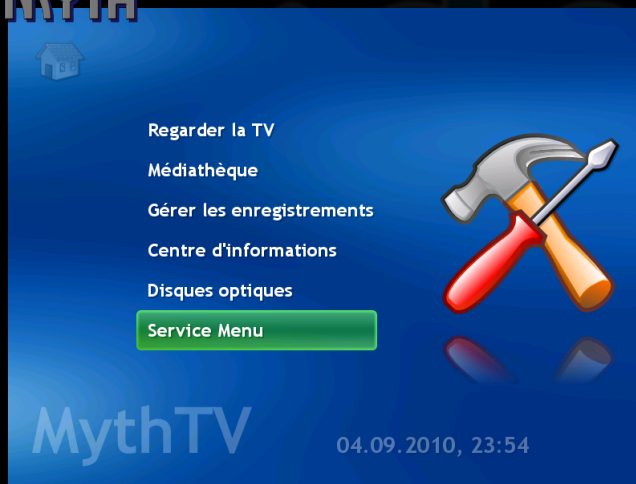 MYTH
Regarder la TV
Médiathèque
Gérer les enregistrements
Centre d'informations
Disques optiques
Service Menu
MythTV
04.09.2010, 23:54